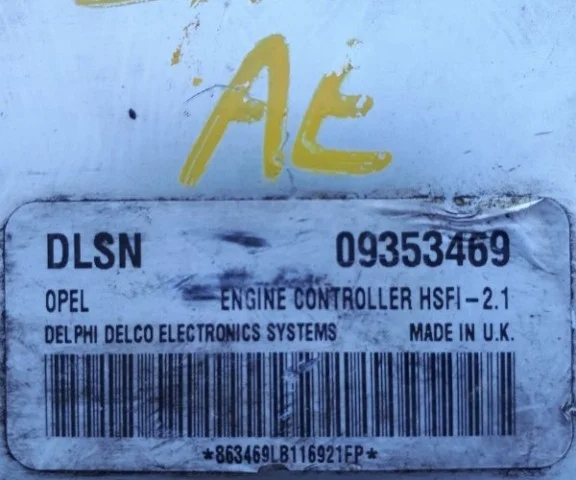 At
DLSN 09353469
OPEL ENGINE CONTROLLER HSFI-2.1
DELPHI DELCO ELECTRONICS SYSTEMS MADE IN U.K.
*863469LB116921FP*